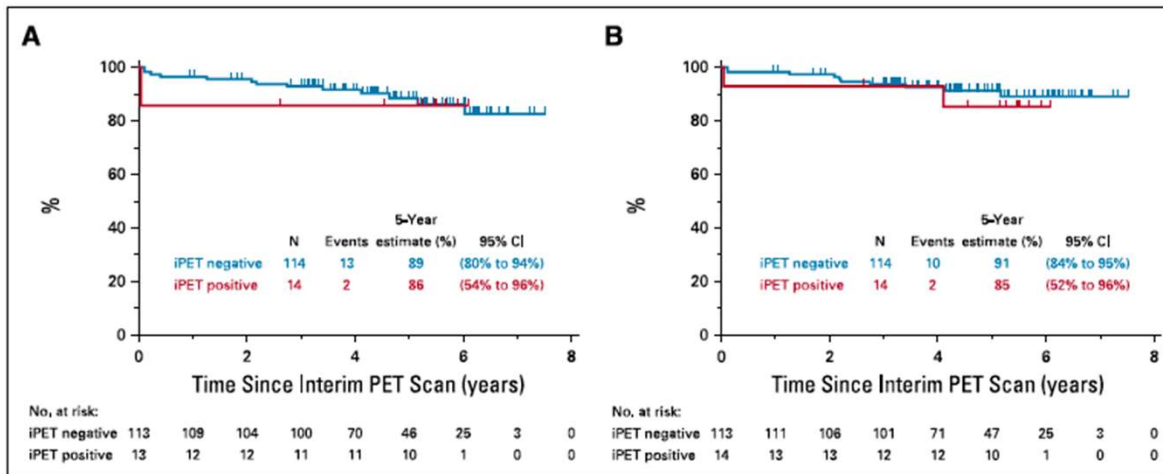 A
100
80
60
40
20
0
%
5-Year
N Events estimate (%) 95% CI
iPET negative 114 13 89 (80% to 94%)
iPET positive 14 2 86 (54% to 96%)
0 2 4 6 8
Time Since Interim PET Scan (years)
No. at risk:
iPET negative 113 109 104 100 70 46 25 3 0
iPET positive 13 12 12 11 11 10 1 0 0
B
100
80
60
40
20
0
%
5-Year
N Events estimate (%) 95% CI
iPET negative 114 10 91 (84% to 95%)
iPET positive 14 2 85 (52% to 96%)
0 2 4 6 8
Time Since Interim PET Scan (years)
No. at risk:
iPET negative 113 111 106 101 71 47 25 3 0
iPET positive 14 13 13 12 12 10 1 0 0